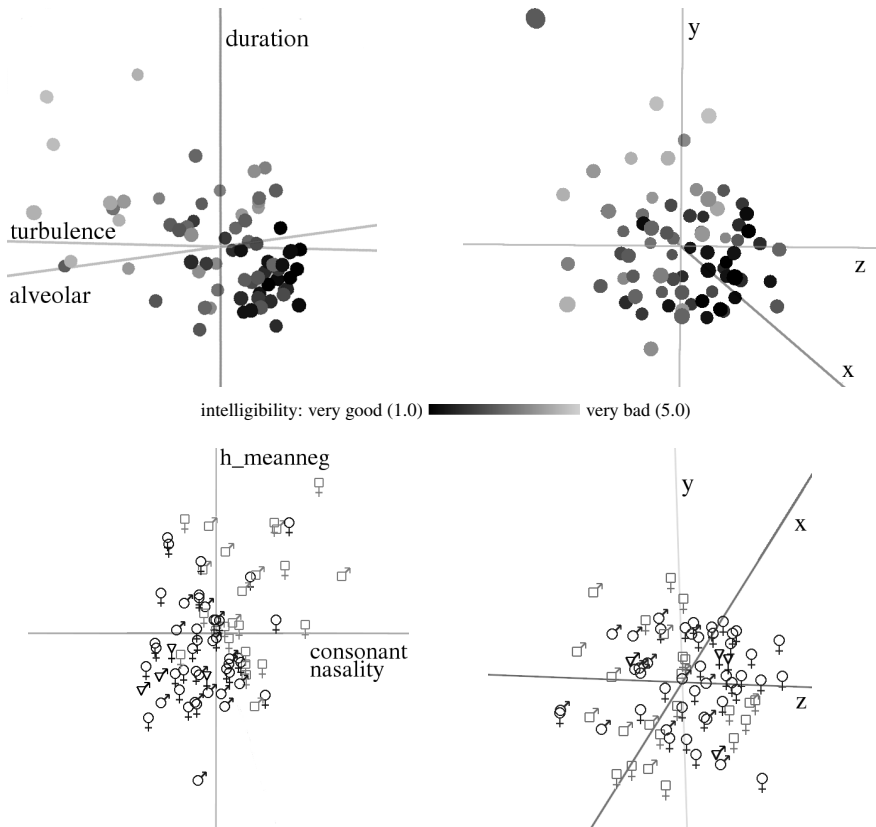 duration
y
turbulence
alveolar
z
x
intelligibility: very good (1.0) very bad (5.0)
h_meanneg
y
x
consonant
nasality
z